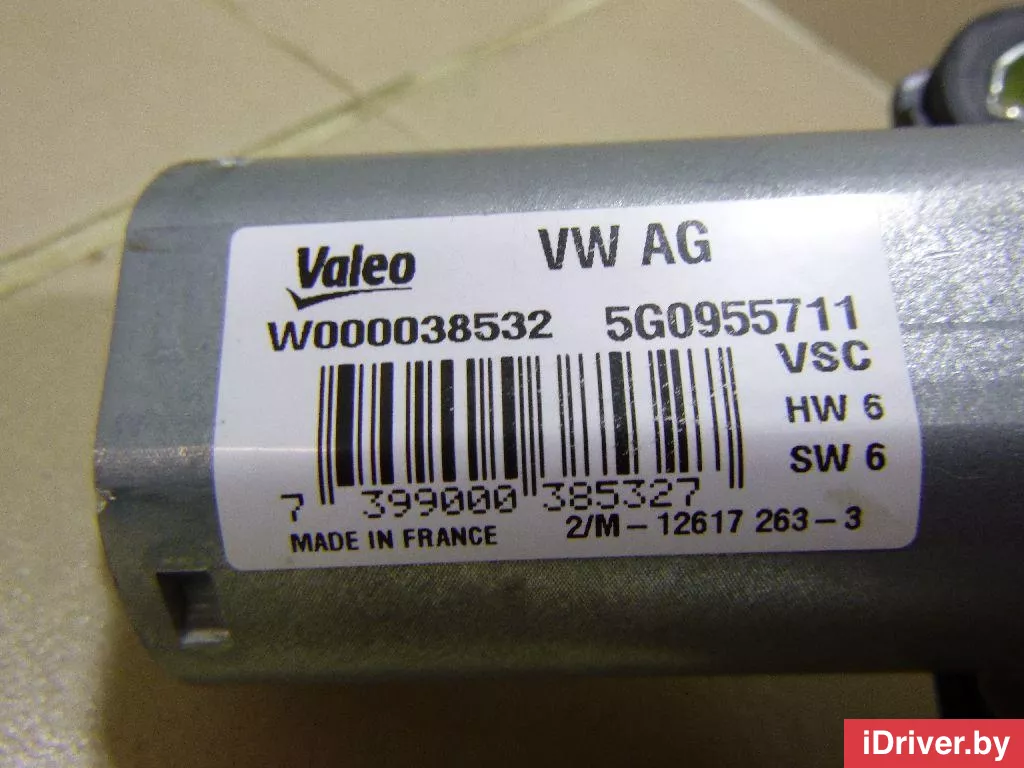 Valeo VW AG
W000038532 5G0955711
VSC
HW 6
SW 6
7 399000 385327
MADE IN FRANCE 2/M-12617 263-3
iDriver.by